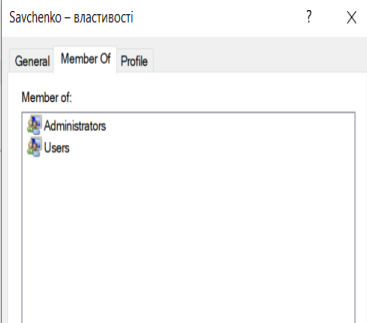 Savchenko – властивості ? X
General Member Of Profile
Member of:
Administrators
Users